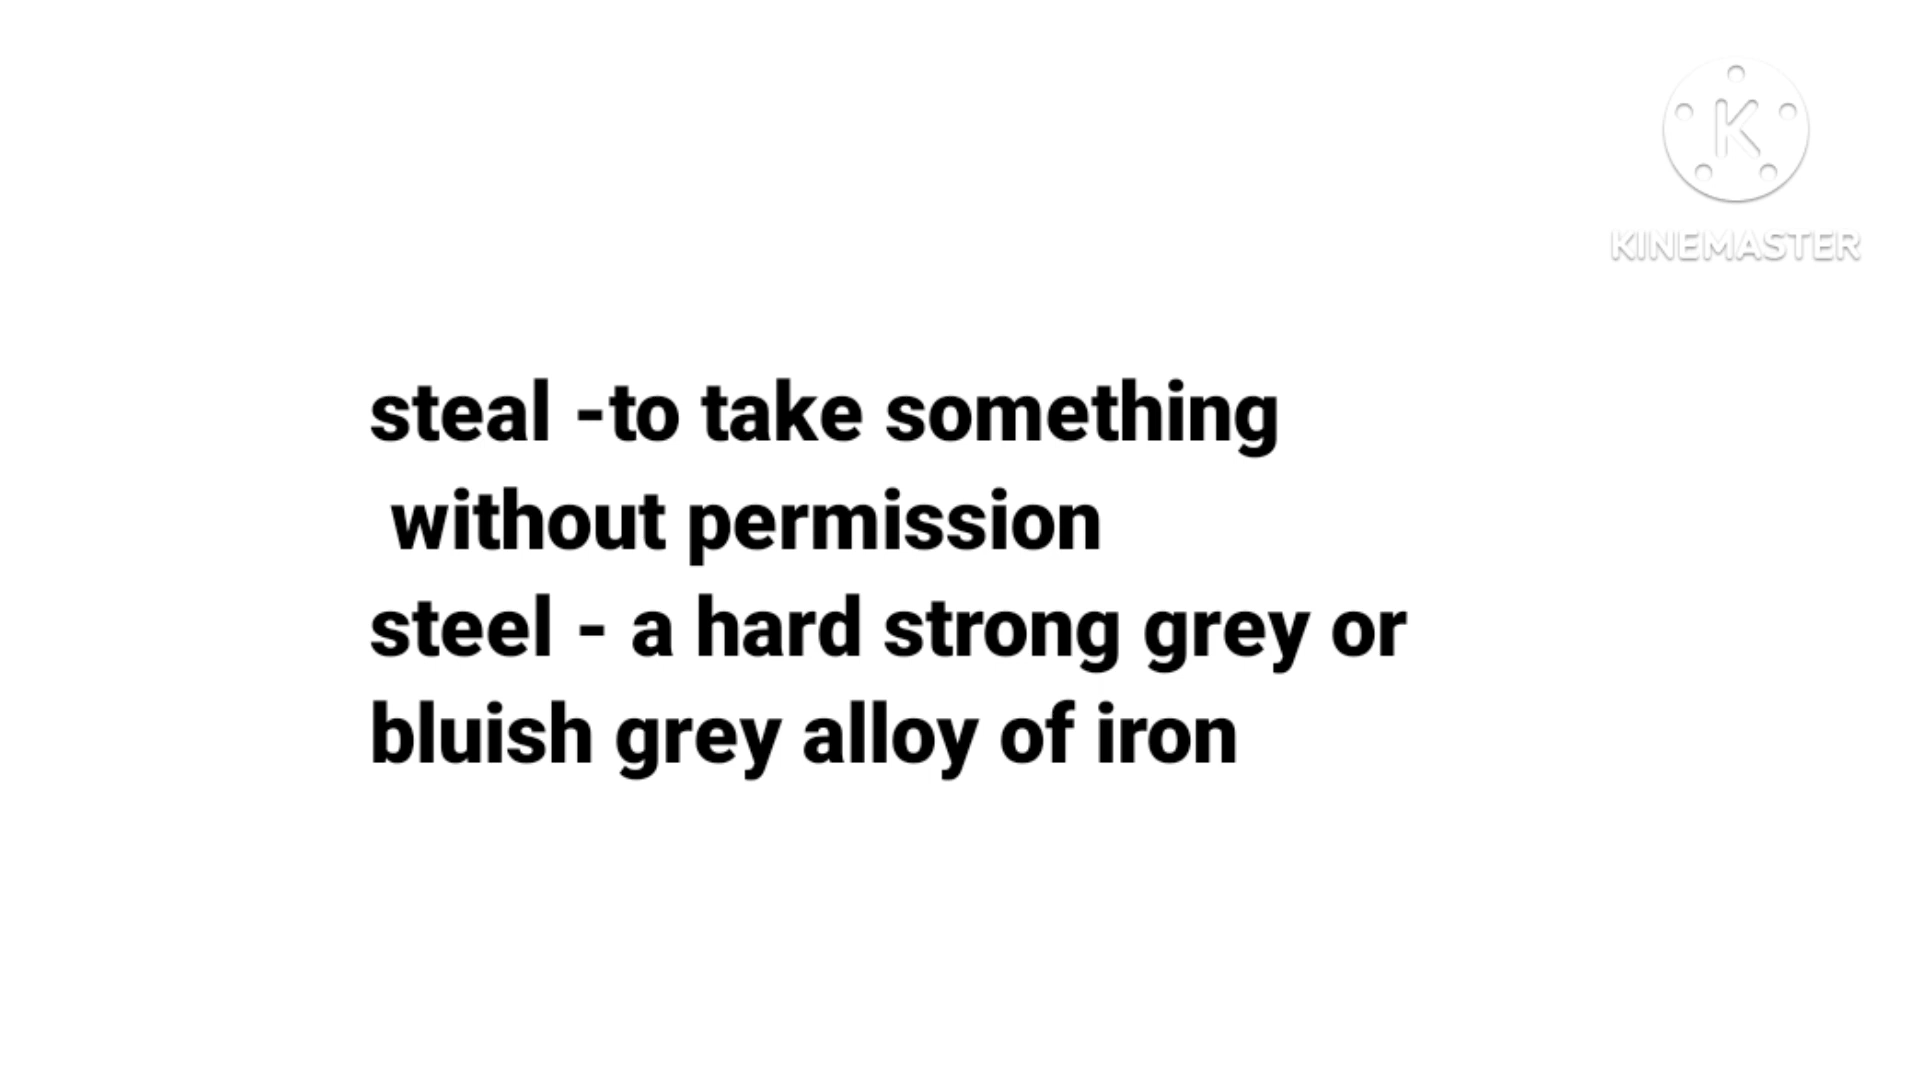 K
KINEMASTER
steal -to take something
without permission
steel - a hard strong grey or
bluish grey alloy of iron